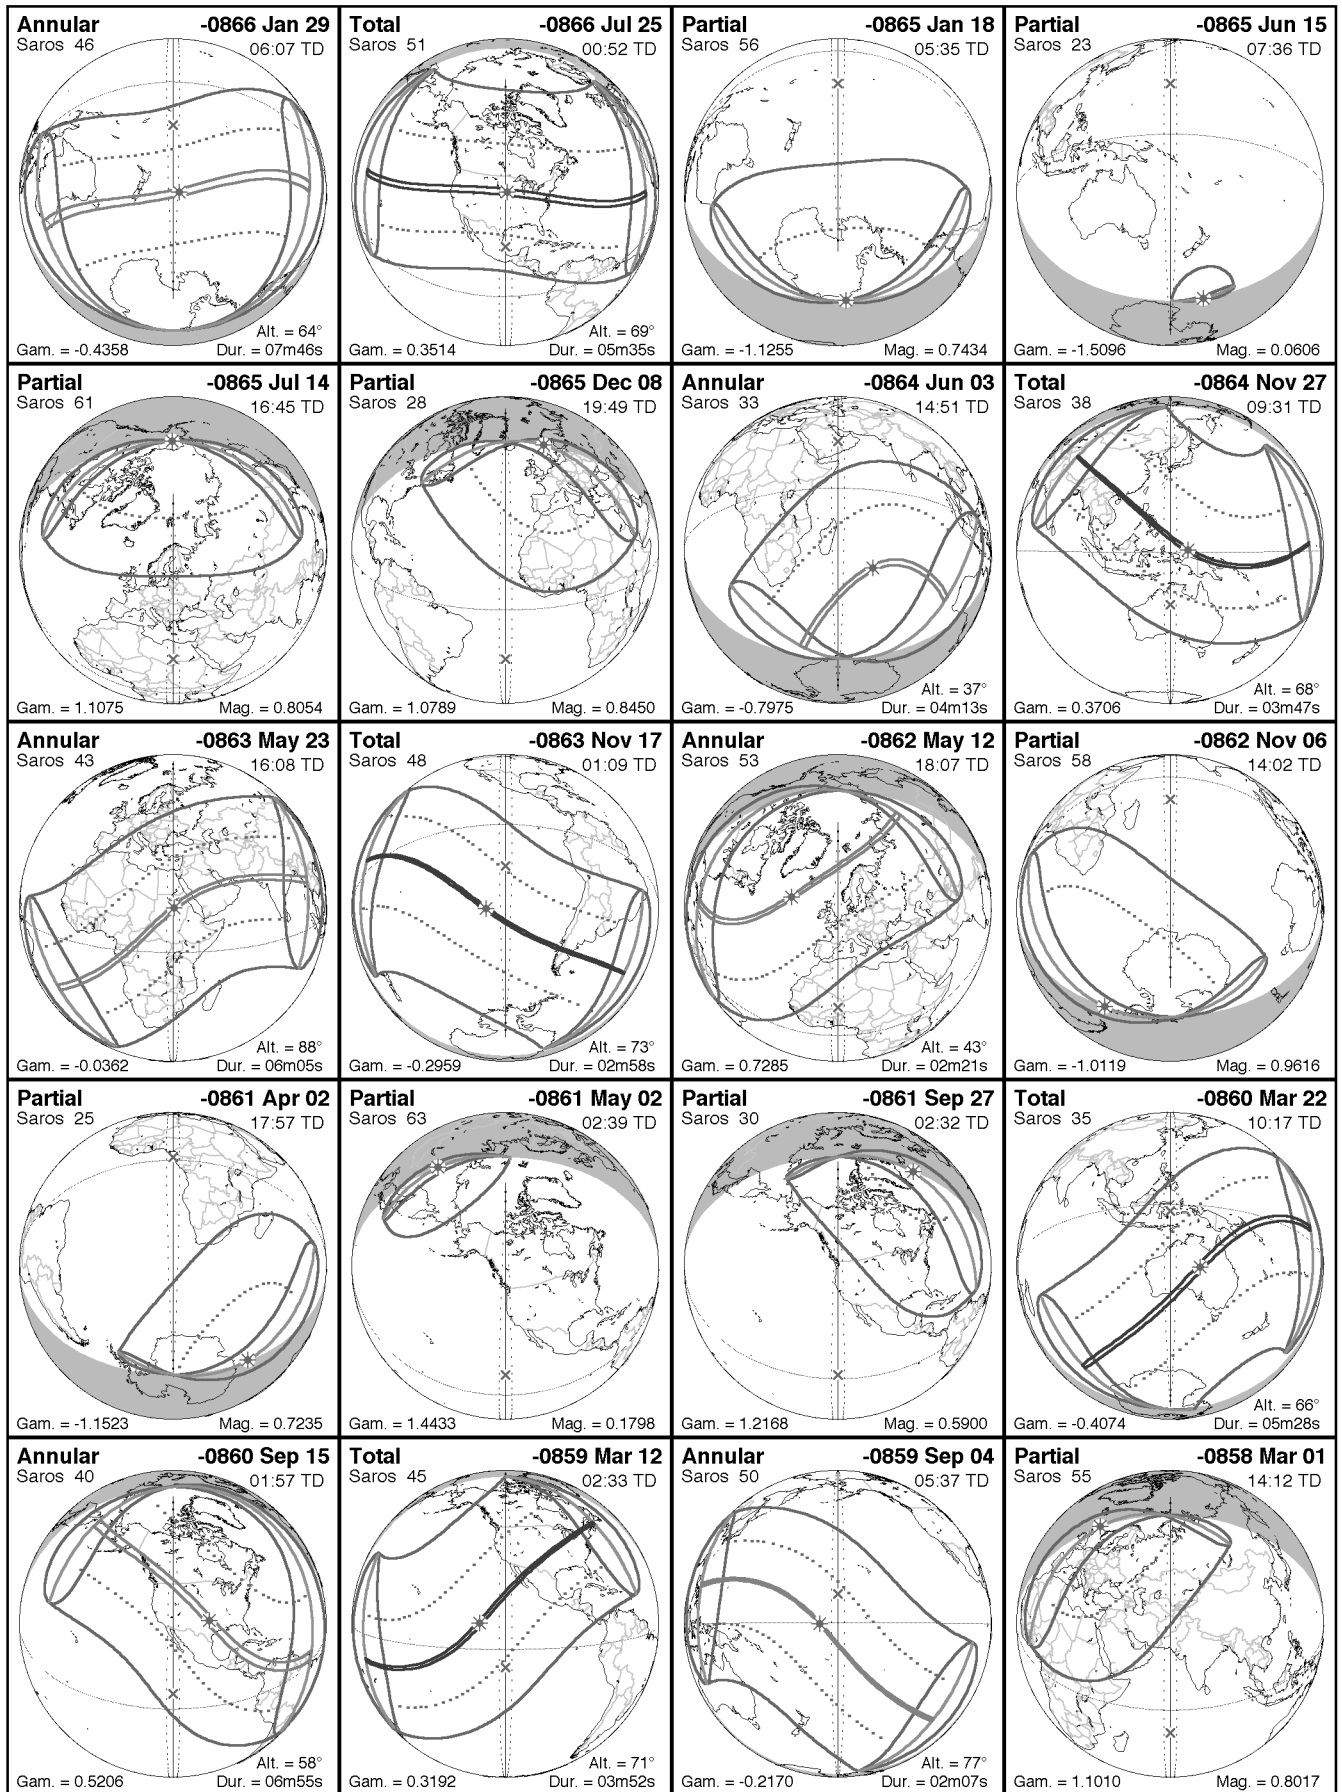 Annular -0866 Jan 29
Saros 46 06:07 TD
Alt. = 64°
Gam. = -0.4358 Dur. = 07m46s
Total -0866 Jul 25
Saros 51 00:52 TD
Alt. = 69°
Gam. = 0.3514 Dur. = 05m35s
Partial -0865 Jan 18
Saros 56 05:35 TD
Gam. = -1.1255 Mag. = 0.7434
Partial -0865 Jun 15
Saros 23 07:36 TD
Gam. = -1.5096 Mag. = 0.0606
Partial -0865 Jul 14
Saros 61 16:45 TD
Gam. = 1.1075 Mag. = 0.8054
Partial -0865 Dec 08
Saros 28 19:49 TD
Gam. = 1.0789 Mag. = 0.8450
Annular -0864 Jun 03
Saros 33 14:51 TD
Alt. = 37°
Gam. = -0.7975 Dur. = 04m13s
Total -0864 Nov 27
Saros 38 09:31 TD
Alt. = 68°
Gam. = 0.3706 Dur. = 03m47s
Annular -0863 May 23
Saros 43 16:08 TD
Alt. = 88°
Gam. = -0.0362 Dur. = 06m05s
Total -0863 Nov 17
Saros 48 01:09 TD
Alt. = 73°
Gam. = -0.2959 Dur. = 02m58s
Annular -0862 May 12
Saros 53 18:07 TD
Alt. = 43°
Gam. = 0.7285 Dur. = 02m21s
Partial -0862 Nov 06
Saros 58 14:02 TD
Gam. = -1.0119 Mag. = 0.9616
Partial -0861 Apr 02
Saros 25 17:57 TD
Gam. = -1.1523 Mag. = 0.7235
Partial -0861 May 02
Saros 63 02:39 TD
Gam. = 1.4433 Mag. = 0.1798
Partial -0861 Sep 27
Saros 30 02:32 TD
Gam. = 1.2168 Mag. = 0.5900
Total -0860 Mar 22
Saros 35 10:17 TD
Alt. = 66°
Gam. = -0.4074 Dur. = 05m28s
Annular -0860 Sep 15
Saros 40 01:57 TD
Alt. = 58°
Gam. = 0.5206 Dur. = 06m55s
Total -0859 Mar 12
Saros 45 02:33 TD
Alt. = 71°
Gam. = 0.3192 Dur. = 03m52s
Annular -0859 Sep 04
Saros 50 05:37 TD
Alt. = 77°
Gam. = -0.2170 Dur. = 02m07s
Partial -0858 Mar 01
Saros 55 14:12 TD
Gam. = 1.1010 Mag. = 0.8017